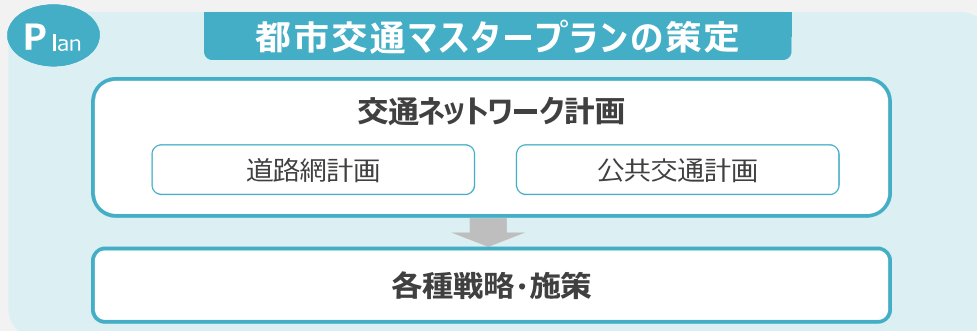 Plan
都市交通マスタープランの策定
交通ネットワーク計画
道路網計画
公共交通計画
各種戦略・施策